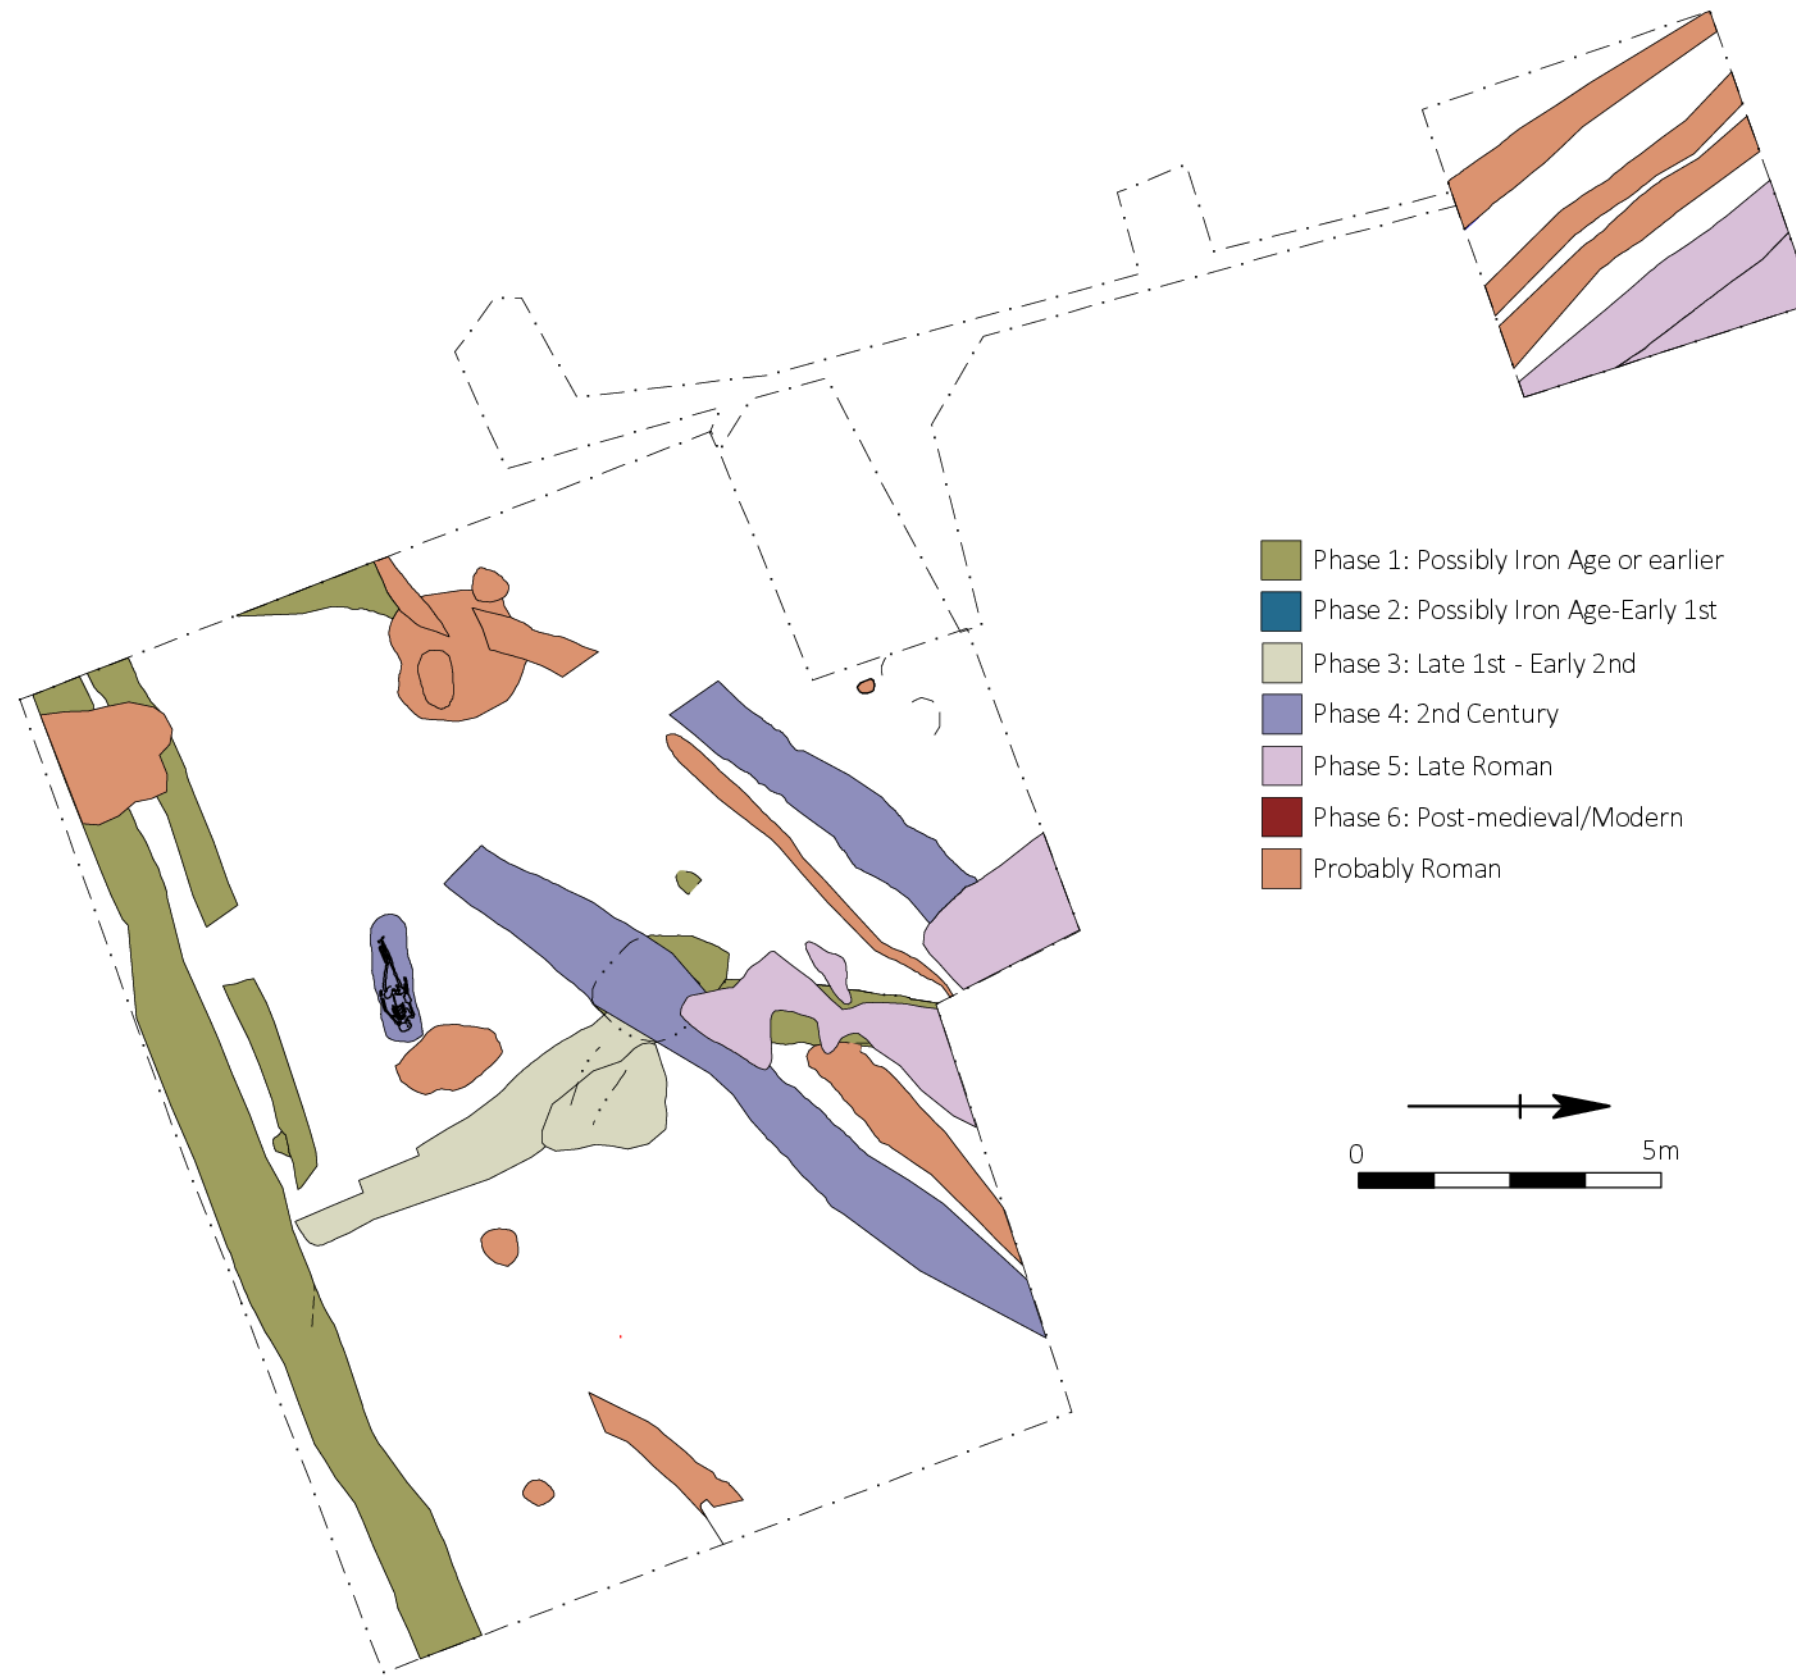 Phase 1: Possibly Iron Age or earlier
Phase 2: Possibly Iron Age-Early 1st
Phase 3: Late 1st - Early 2nd
Phase 4: 2nd Century
Phase 5: Late Roman
Phase 6: Post-medieval/Modern
Probably Roman
0 5m